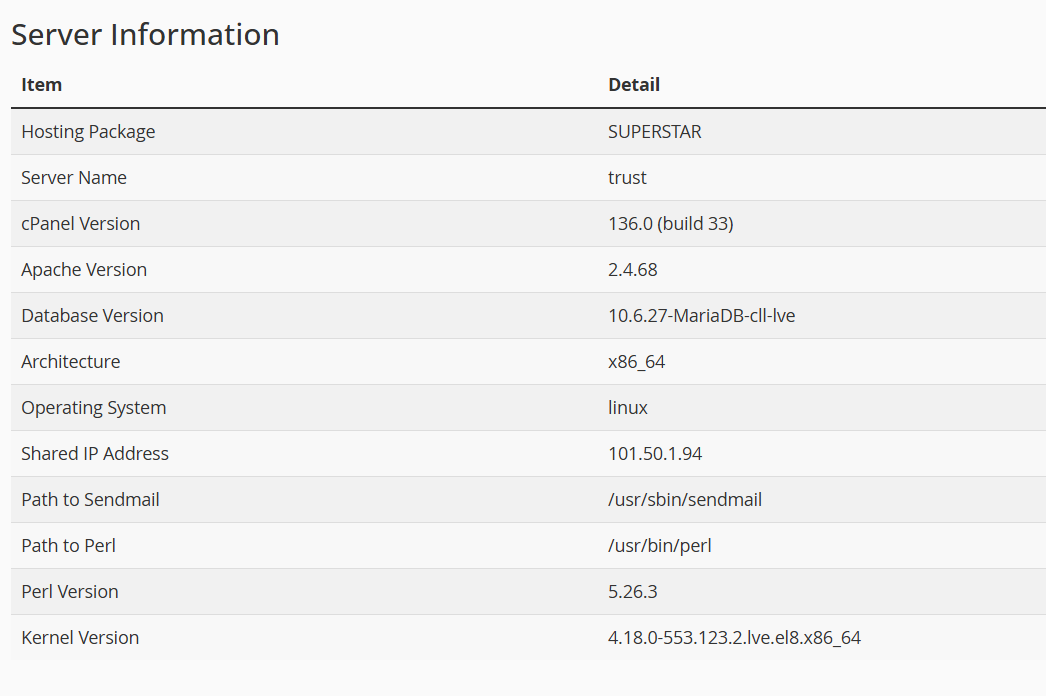 Server Information
Item Detail
Hosting Package SUPERSTAR
Server Name trust
cPanel Version 136.0 (build 33)
Apache Version 2.4.68
Database Version 10.6.27-MariaDB-cll-lve
Architecture x86_64
Operating System linux
Shared IP Address 101.50.1.94
Path to Sendmail /usr/sbin/sendmail
Path to Perl /usr/bin/perl
Perl Version 5.26.3
Kernel Version 4.18.0-553.123.2.lve.el8.x86_64